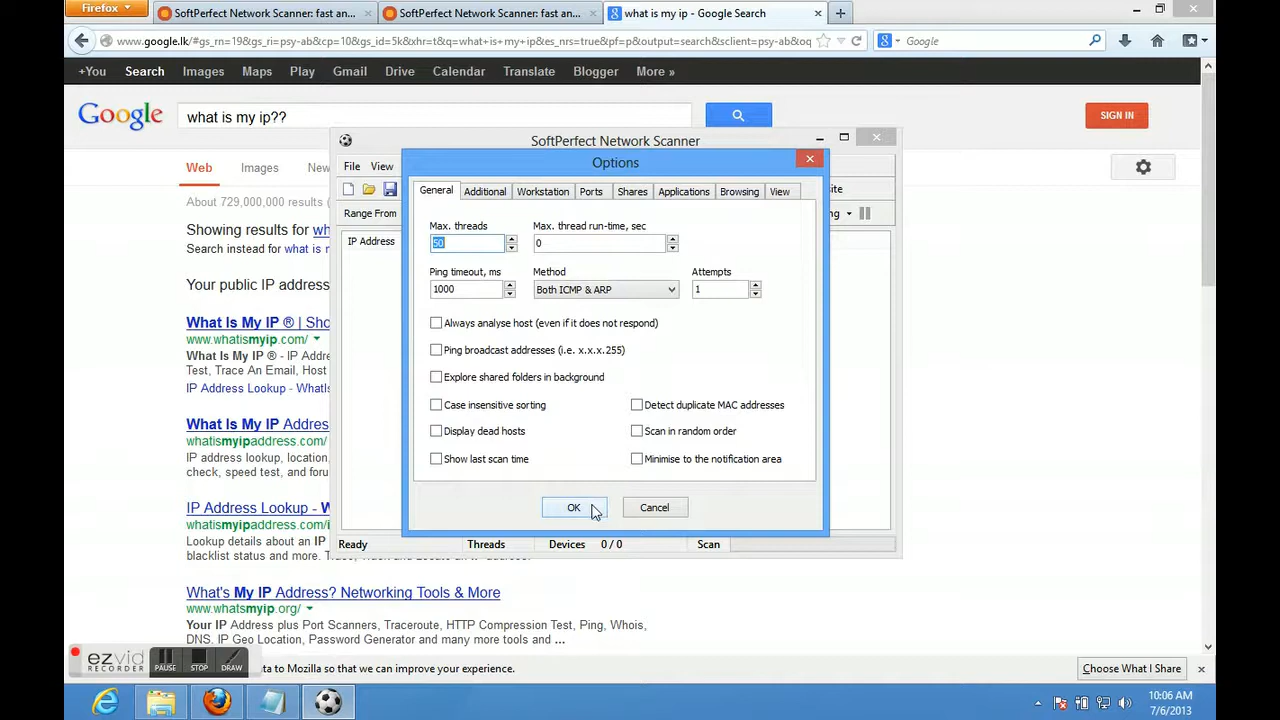 Firefox
SoftPerfect Network Scanner: fast an...
SoftPerfect Network Scanner: fast an...
what is my ip - Google Search
www.google.lk/#gs_rn=19&gs_ri=psy-ab&cp=10&gs_id=5k&xhr=t&q=what+is+my+ip&es_nrs=true&pf=p&output=search&sclient=psy-ab&oq
Google
+You Search Images Maps Play Gmail Drive Calendar Translate Blogger More »
Google
what is my ip??
SIGN IN
SoftPerfect Network Scanner
Web Images New
File View
Options
General Additional Workstation Ports Shares Applications Browsing View
ite
About 729,000,000 results (
Range From
ng
Showing results for wh
Search instead for what is r
Max. threads
Max. thread run-time, sec
IP Address
50
0
Your public IP address
Ping timeout, ms
Method
Attempts
1000
Both ICMP & ARP
1
What Is My IP ® | Sho
www.whatismyip.com/
What Is My IP ® - IP Addre
Test, Trace An Email, Host
IP Address Lookup - WhatIs
Always analyse host (even if it does not respond)
Ping broadcast addresses (i.e. x.x.x.255)
Explore shared folders in background
Case insensitive sorting
Detect duplicate MAC addresses
Display dead hosts
Scan in random order
Show last scan time
Minimise to the notification area
What Is My IP Addres
whatismyipaddress.com/
IP address lookup, location,
check, speed test, and foru
OK
Cancel
IP Address Lookup - W
www.whatismyipaddress.com/i
Lookup details about an IP
blacklist status and more.
Ready
Threads
Devices
0 / 0
Scan
What's My IP Address? Networking Tools & More
www.whatsmyip.org/
Your IP Address plus Port Scanners, Traceroute, HTTP Compression Test, Ping, Whois,
DNS, IP Geo Location, Password Generator and many more tools and ...
ezvid
RECORDER
PAUSE
STOP
DRAW
ta to Mozilla so that we can improve your experience.
Choose What I Share
10:06 AM
7/6/2013